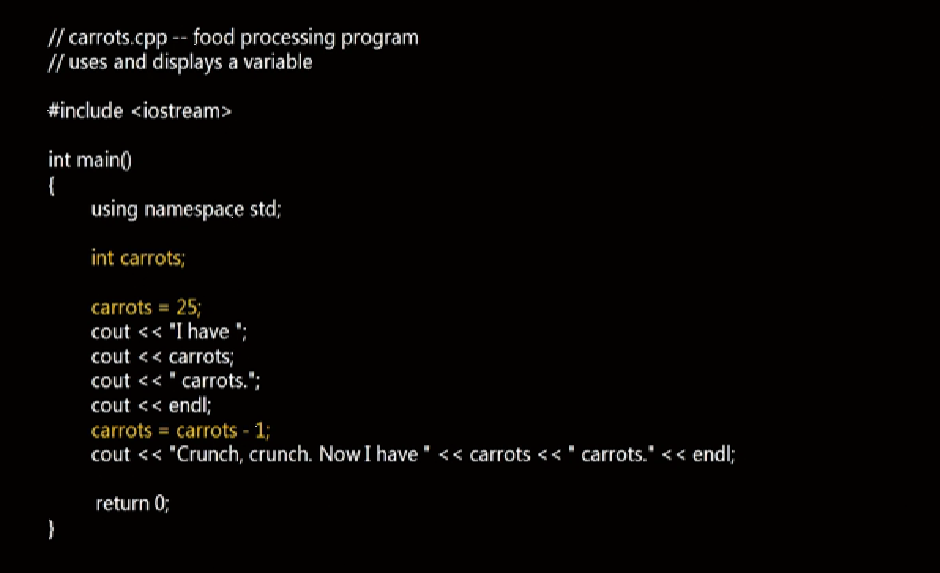 // carrots.cpp -- food processing program
// uses and displays a variable
#include <iostream>
int main()
{
using namespace std;
int carrots;
carrots = 25;
cout << "I have ";
cout << carrots;
cout << " carrots.";
cout << endl;
carrots = carrots - 1;
cout << "Crunch, crunch. Now I have " << carrots << " carrots." << endl;
return 0;
}